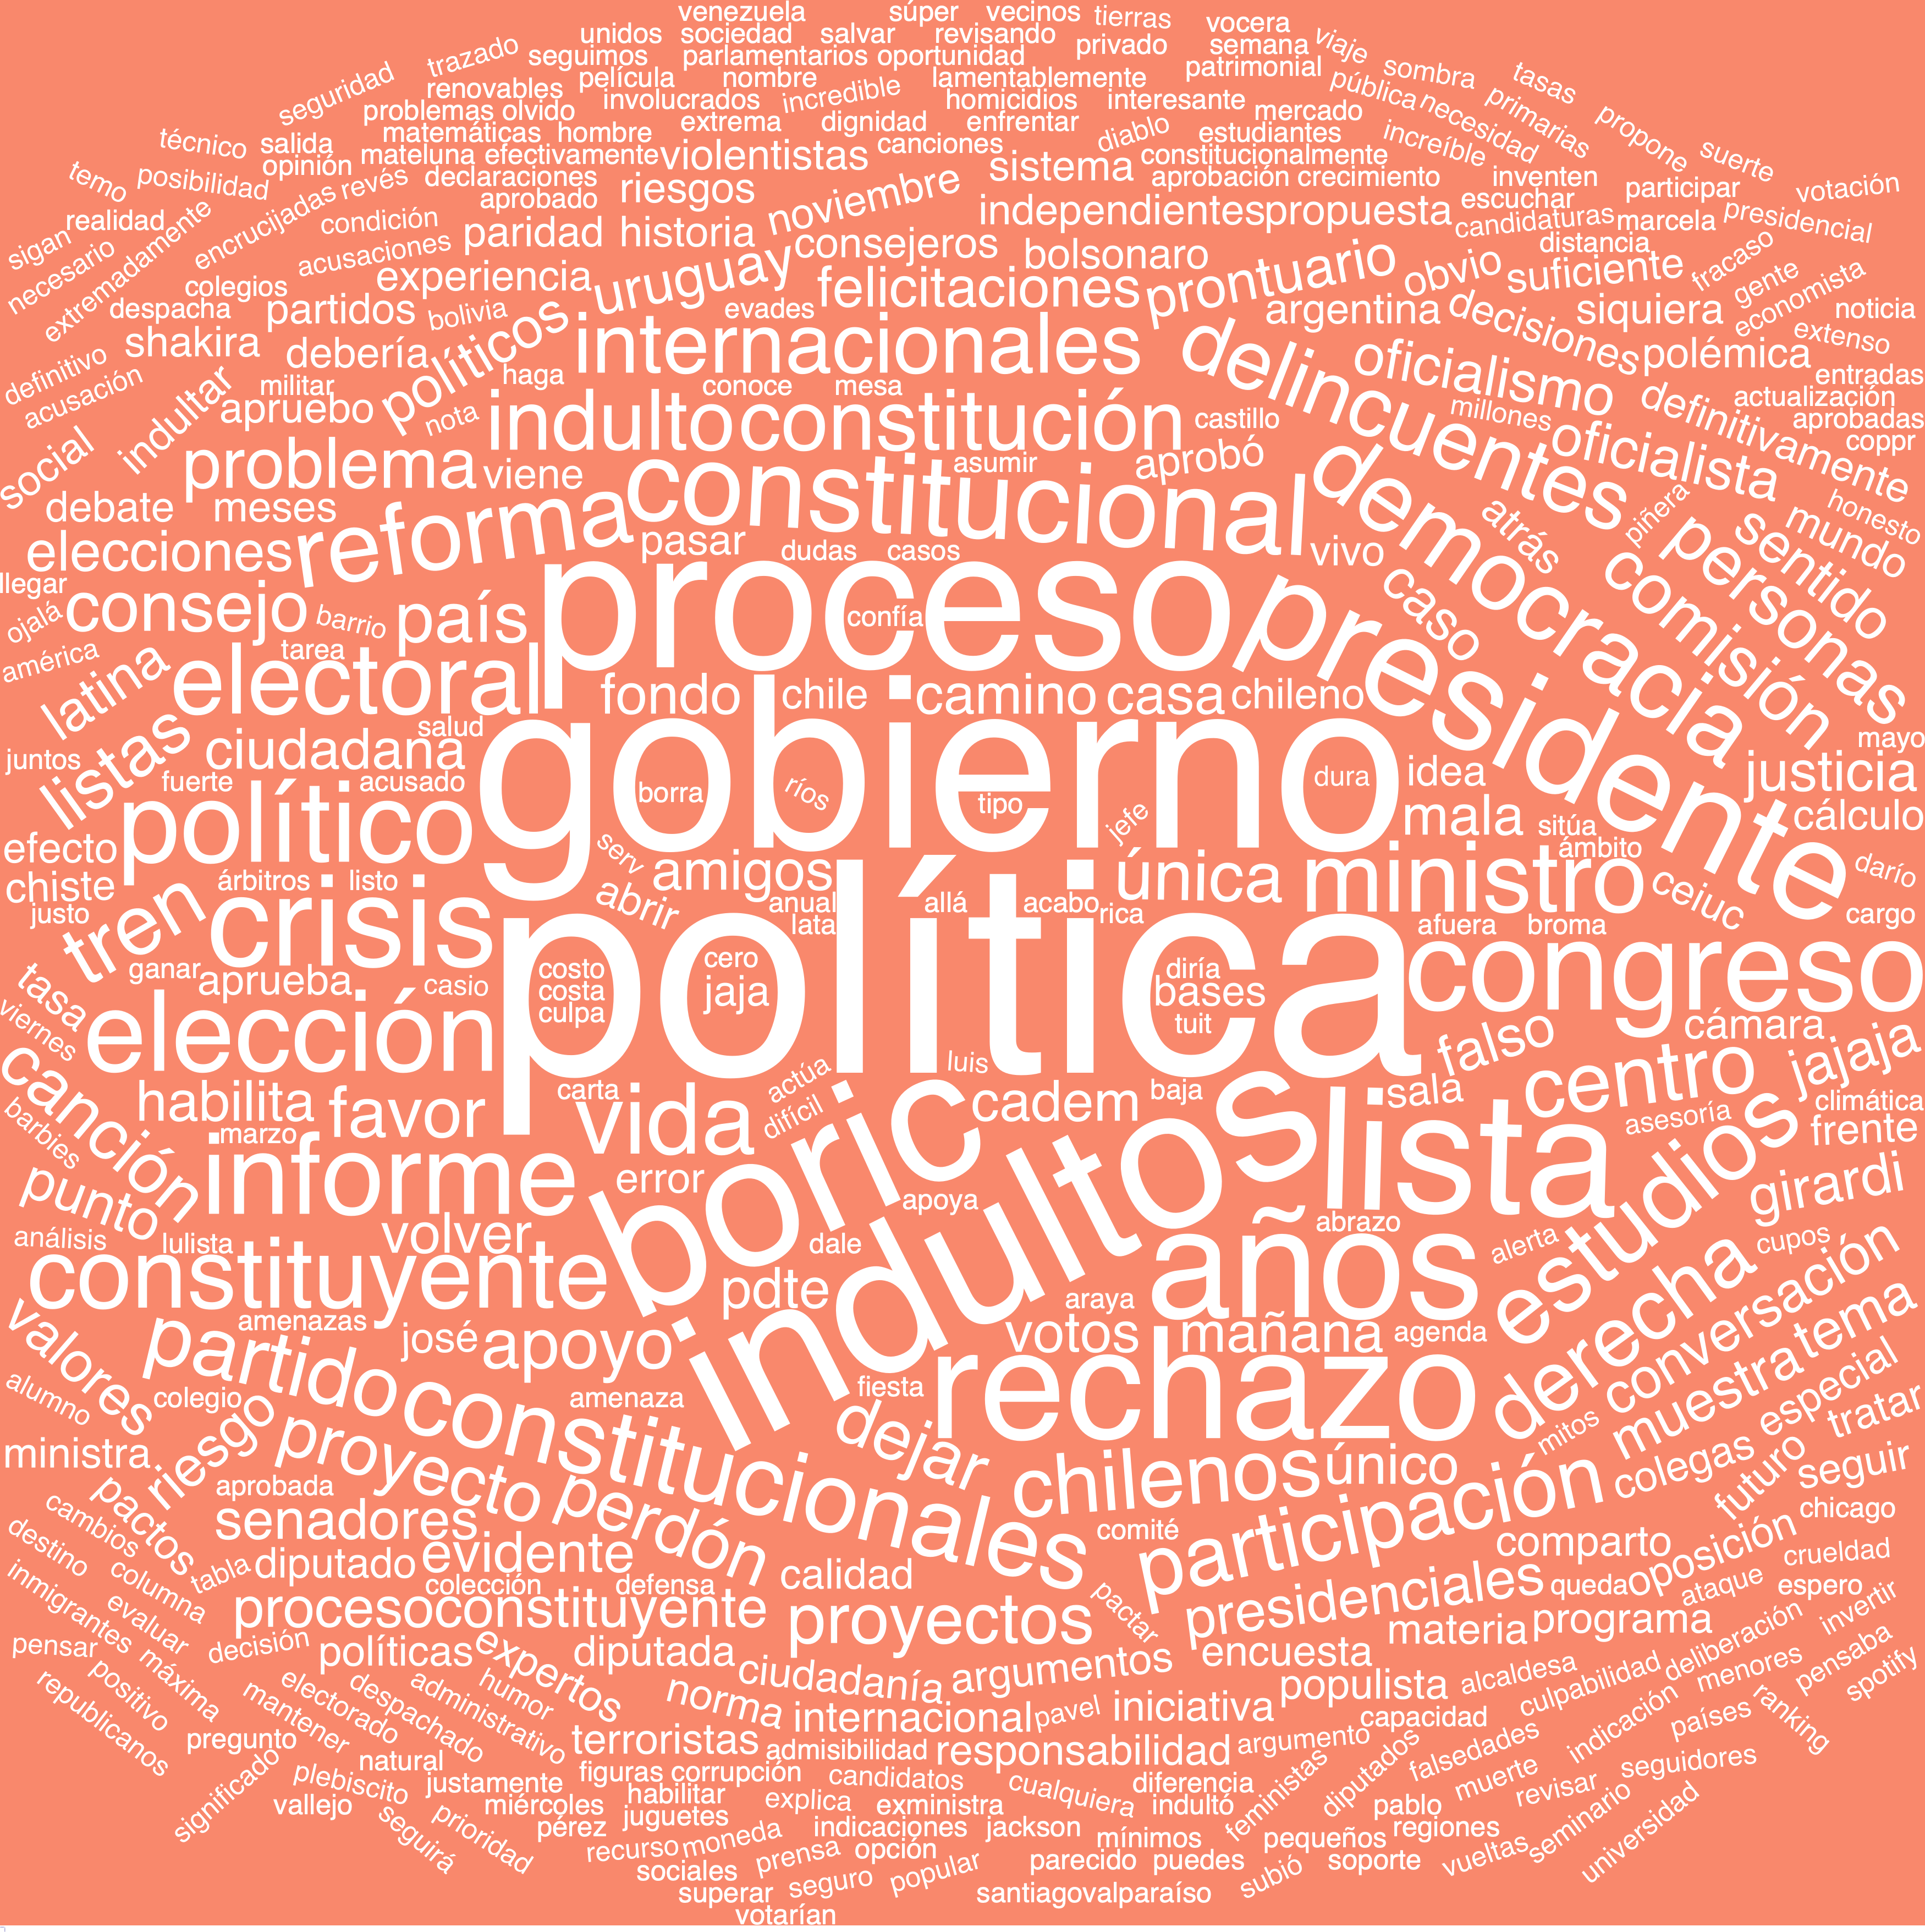 venezuela súper vecinos tierras vocera
unidos sociedad salvar revisando privado semana viaje
trazado seguimos parlamentarios oportunidad patrimonial sombra tasas
seguridad renovables película nombre lamentablemente pública necesidad primarias
problemas olvido involucrados incredible homicidios interesante mercado propone
técnico salida matemáticas hombre extrema dignidad enfrentar diablo estudiantes increíble suerte
temo posibilidad opinión mateluna efectivamente violentistas canciones sistema constitucionalmente
realidad revés declaraciones riesgos noviembre aprobación crecimiento inventen participar votación
sigan encrucijadas condición aprobado independientes propuesta escuchar candidaturas marcela presidencial
necesario extremadamente acusaciones paridad historia consejeros bolsonaro distancia fracaso
colegios experiencia uruguay felicitaciones prontuario obvio suficiente gente economista
despacha partidos bolivia evades argentina decisiones siquiera noticia
definitivo shakira debería políticos internacionales delincuentes oficialismo polémica extenso
acusación indultar militar haga conoce mesa entradas
apruebo nota indulto constitución castillo millones definitivamente actualización aprobadas
social problema viene constitucional asumir aprobó oficialista coppr
debate meses reforma democracia atrás piñera sentido mundo honesto
elecciones pasar dudas casos vivo personas
llegar consejo barrio país proceso confía presidente caso comisión
ojalá américa latina tarea electoral fondo chile camino casa chileno
listas ciudadana salud gobierno mayo
juntos fuerte acusado borra ríos tipo dura idea justicia
efecto político serv jefe mala sitúa ámbito cálculo
chiste árbitros listo abrir amigos única ministro ceiuc darío
justo tren crisis anual lata allá acabo rica afuera broma cargo
tasa ganar aprueba casio costo costa culpa política cero jaja diría bases tuit congreso
viernes elección luis falso cámara
canción habilita favor carta vida actúa difícil cadem baja sala centro jajaja
barbies marzo indultos lista asesoría climática frente
punto informe error boric apoya estudios girardi
análisis lulista volver dale años abrazo alerta cupos
constituyente pdte araya derecha conversación
valores amenazas josé apoyo votos mañana agenda tema
alumno partido colegio amenaza fiesta rechazo mitos muestra especial
ministra riesgo proyecto constitucionales dejar chilenos único colegas tratar
pactos aprobada perdón participación futuro seguir
cambios senadores comité chicago
destino columna tabla diputado evidente calidad comparto oposición crueldad
inmigrantes evaluar colección defensa pactar presidenciales queda ataque espero
procesoconstituyente proyectos materia programa deliberación invertir
pensar máxima decisión políticas expertos diputada encuesta
positivo electorado despachado administrativo humor ciudadanía argumentos populista alcaldesa culpabilidad menores pensaba
republicanos mantener norma internacional pavel iniciativa capacidad indicación países ranking spotify
pregunto natural terroristas admisibilidad responsabilidad argumento falsedades
significado plebiscito justamente figuras corrupción candidatos cualquiera diferencia feministas diputados muerte revisar seguidores
vallejo seguirá prioridad miércoles habilitar explica exministra indultó pablo
pérez juguetes indicaciones jackson mínimos pequeños regiones seminario universidad
recurso moneda prensa opción parecido puedes subió soporte vueltas
sociales seguro popular
superar santiagovalparaíso
votarían